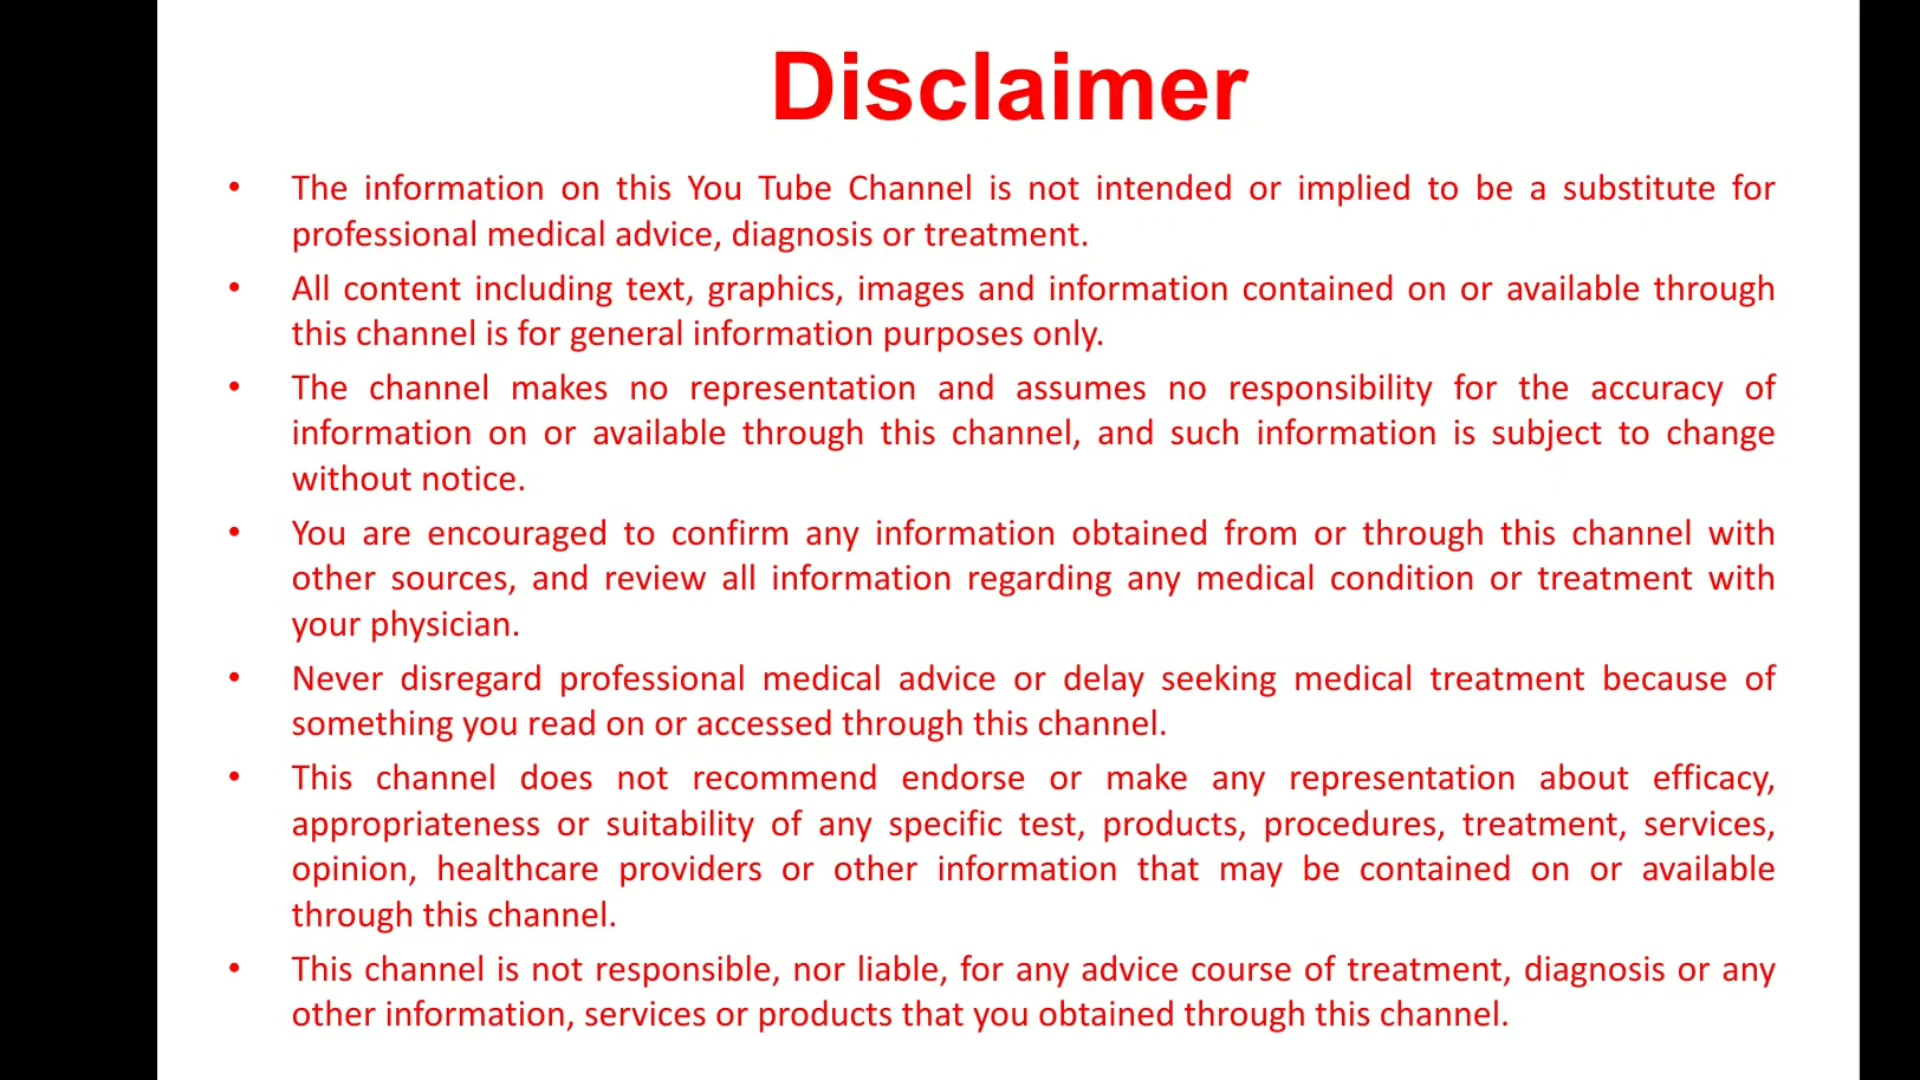 Disclaimer
• The information on this You Tube Channel is not intended or implied to be a substitute for
professional medical advice, diagnosis or treatment.
• All content including text, graphics, images and information contained on or available through
this channel is for general information purposes only.
• The channel makes no representation and assumes no responsibility for the accuracy of
information on or available through this channel, and such information is subject to change
without notice.
• You are encouraged to confirm any information obtained from or through this channel with
other sources, and review all information regarding any medical condition or treatment with
your physician.
• Never disregard professional medical advice or delay seeking medical treatment because of
something you read on or accessed through this channel.
• This channel does not recommend endorse or make any representation about efficacy,
appropriateness or suitability of any specific test, products, procedures, treatment, services,
opinion, healthcare providers or other information that may be contained on or available
through this channel.
• This channel is not responsible, nor liable, for any advice course of treatment, diagnosis or any
other information, services or products that you obtained through this channel.